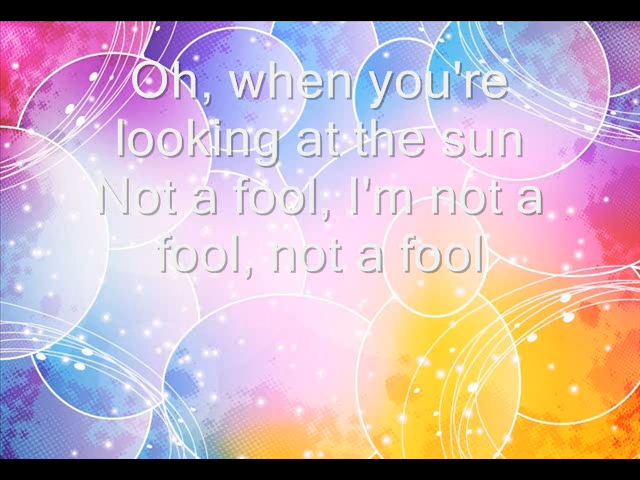 Oh, when you're
looking at the sun
Not a fool, I'm not a
fool, not a fool